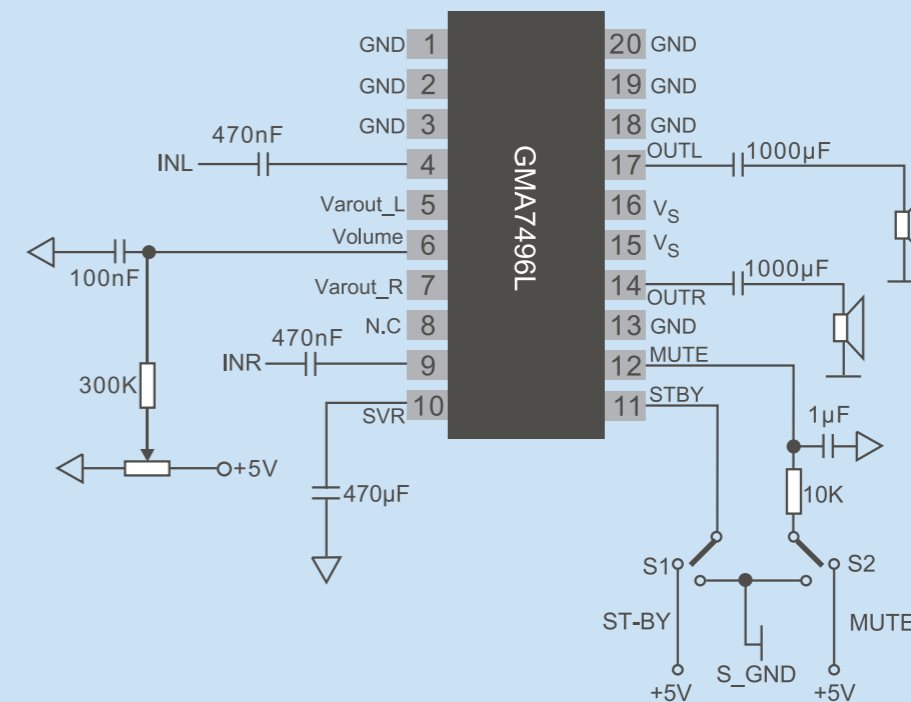 GND 1
GND 2
GND 3
470nF
INL 4
Varout_L 5
Volume 6
100nF
Varout_R 7
N.C 8
470nF
INR 9
300K
SVR 10
+5V
470µF
GMA7496L
20 GND
19 GND
18 GND
17 OUTL
1000µF
16 VS
15 VS
14 OUTR
1000µF
13 GND
12 MUTE
11 STBY
1µF
10K
S1
S2
ST-BY
MUTE
S_GND
+5V
+5V